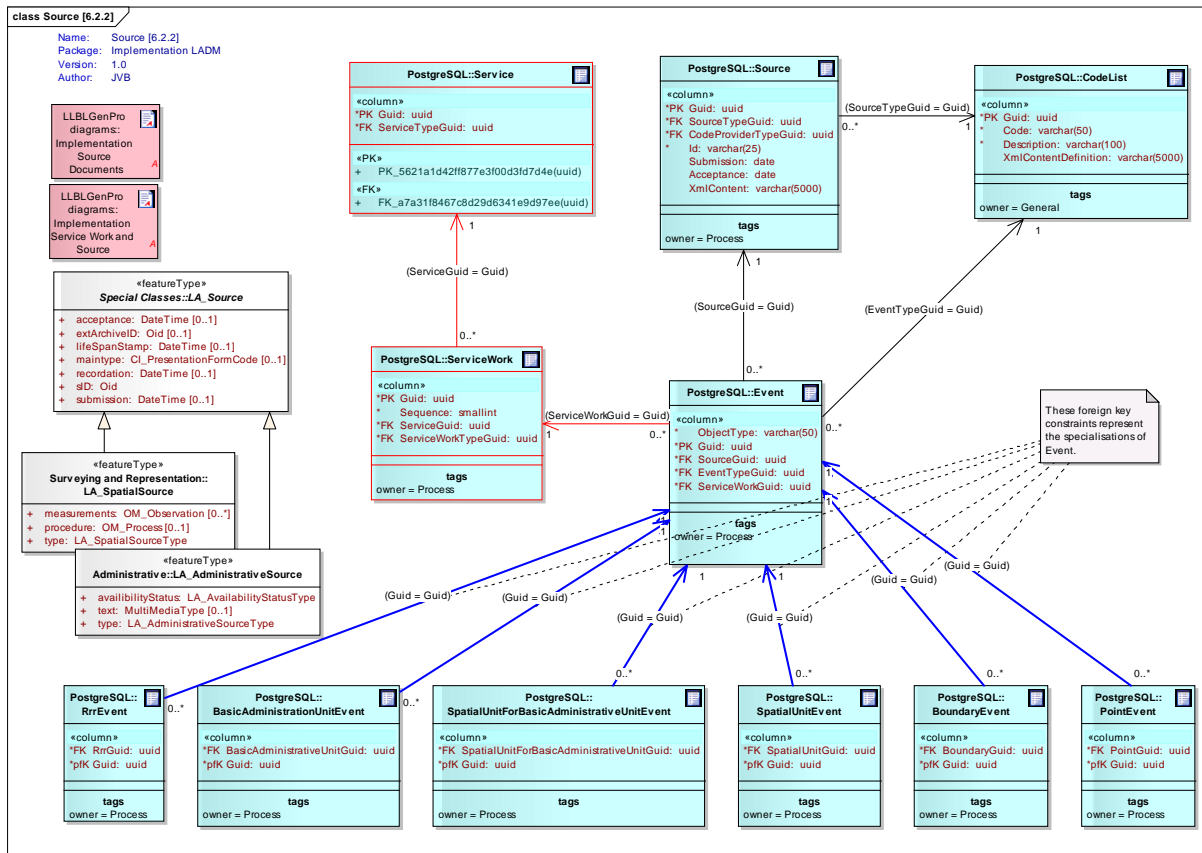 class Source [6.2.2]
Name: Source [6.2.2]
Package: Implementation LADM
Version: 1.0
Author: JVB
LLBLGenPro
diagrams::
Implementation
Source
Documents
A
LLBLGenPro
diagrams::
Implementation
Service Work and
Source
A
PostgreSQL::Service
«column»
*PK Guid: uuid
*FK ServiceTypeGuid: uuid
«PK»
+ PK_5621a1d42ff877e3f00d3fd7d4e(uuid)
«FK»
+ FK_a7a31f8467c8d29d6341e9d97ee(uuid)
PostgreSQL::Source
«column»
*PK Guid: uuid
*FK SourceTypeGuid: uuid
*FK CodeProviderTypeGuid: uuid
* Id: varchar(25)
Submission: date
Acceptance: date
XmlContent: varchar(5000)
tags
owner = Process
(SourceTypeGuid = Guid)
0..*
1
PostgreSQL::CodeList
«column»
*PK Guid: uuid
* Code: varchar(50)
* Description: varchar(100)
XmlContentDefinition: varchar(5000)
tags
owner = General
1
(ServiceGuid = Guid)
0..*
1
(SourceGuid = Guid)
0..*
1
(EventTypeGuid = Guid)
0..*
«featureType»
Special Classes::LA_Source
+ acceptance: DateTime [0..1]
+ extArchiveID: Oid [0..1]
+ lifeSpanStamp: DateTime [0..1]
+ maintype: CI_PresentationFormCode [0..1]
+ recordation: DateTime [0..1]
+ sID: Oid
+ submission: DateTime [0..1]
PostgreSQL::ServiceWork
«column»
*PK Guid: uuid
* Sequence: smallint
*FK ServiceGuid: uuid
*FK ServiceWorkTypeGuid: uuid
tags
owner = Process
(ServiceWorkGuid = Guid)
1
0..*
PostgreSQL::Event
«column»
* ObjectType: varchar(50)
*PK Guid: uuid
*FK SourceGuid: uuid
*FK EventTypeGuid: uuid
*FK ServiceWorkGuid: uuid
tags
owner = Process
These foreign key
constraints represent
the specialisations of
Event.
«featureType»
Surveying and Representation::
LA_SpatialSource
+ measurements: OM_Observation [0..*]
+ procedure: OM_Process [0..1]
+ type: LA_SpatialSourceType
«featureType»
Administrative::LA_AdministrativeSource
+ availibilityStatus: LA_AvailabilityStatusType
+ text: MultiMediaType [0..1]
+ type: LA_AdministrativeSourceType
1
1
1
1
1
1
(Guid = Guid)
(Guid = Guid)
(Guid = Guid)
(Guid = Guid)
(Guid = Guid)
(Guid = Guid)
0..*
0..*
0..*
0..*
0..*
0..*
PostgreSQL::
RrrEvent
«column»
*FK RrrGuid: uuid
*pfK Guid: uuid
tags
owner = Process
PostgreSQL::
BasicAdministrationUnitEvent
«column»
*FK BasicAdministrativeUnitGuid: uuid
*pfK Guid: uuid
tags
owner = Process
PostgreSQL::
SpatialUnitForBasicAdministrativeUnitEvent
«column»
*FK SpatialUnitForBasicAdministrativeUnitGuid: uuid
*pfK Guid: uuid
tags
owner = Process
PostgreSQL::
SpatialUnitEvent
«column»
*FK SpatialUnitGuid: uuid
*pfK Guid: uuid
tags
owner = Process
PostgreSQL::
BoundaryEvent
«column»
*FK BoundaryGuid: uuid
*pfK Guid: uuid
tags
owner = Process
PostgreSQL::
PointEvent
«column»
*FK PointGuid: uuid
*pfK Guid: uuid
tags
owner = Process